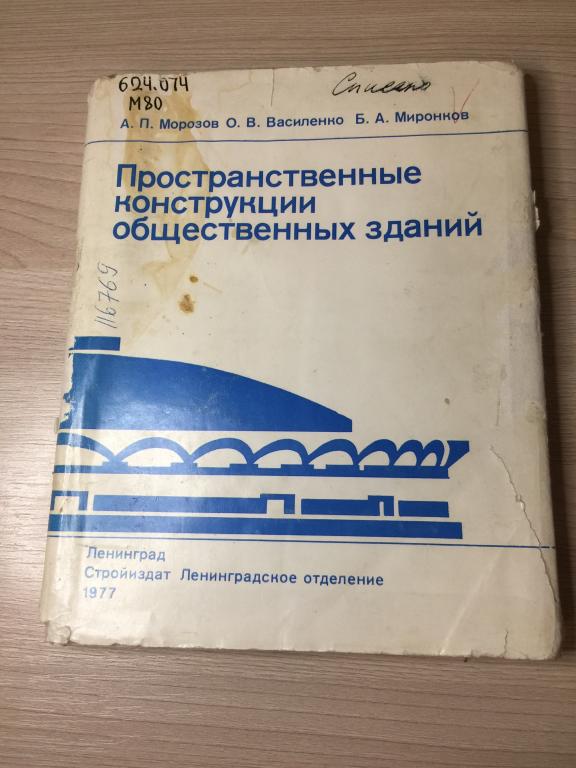 624.074
М80
Списано
А. П. Морозов О. В. Василенко Б. А. Миронков
Пространственные
конструкции
общественных зданий
116769
Ленинград
Стройиздат Ленинградское отделение
1977